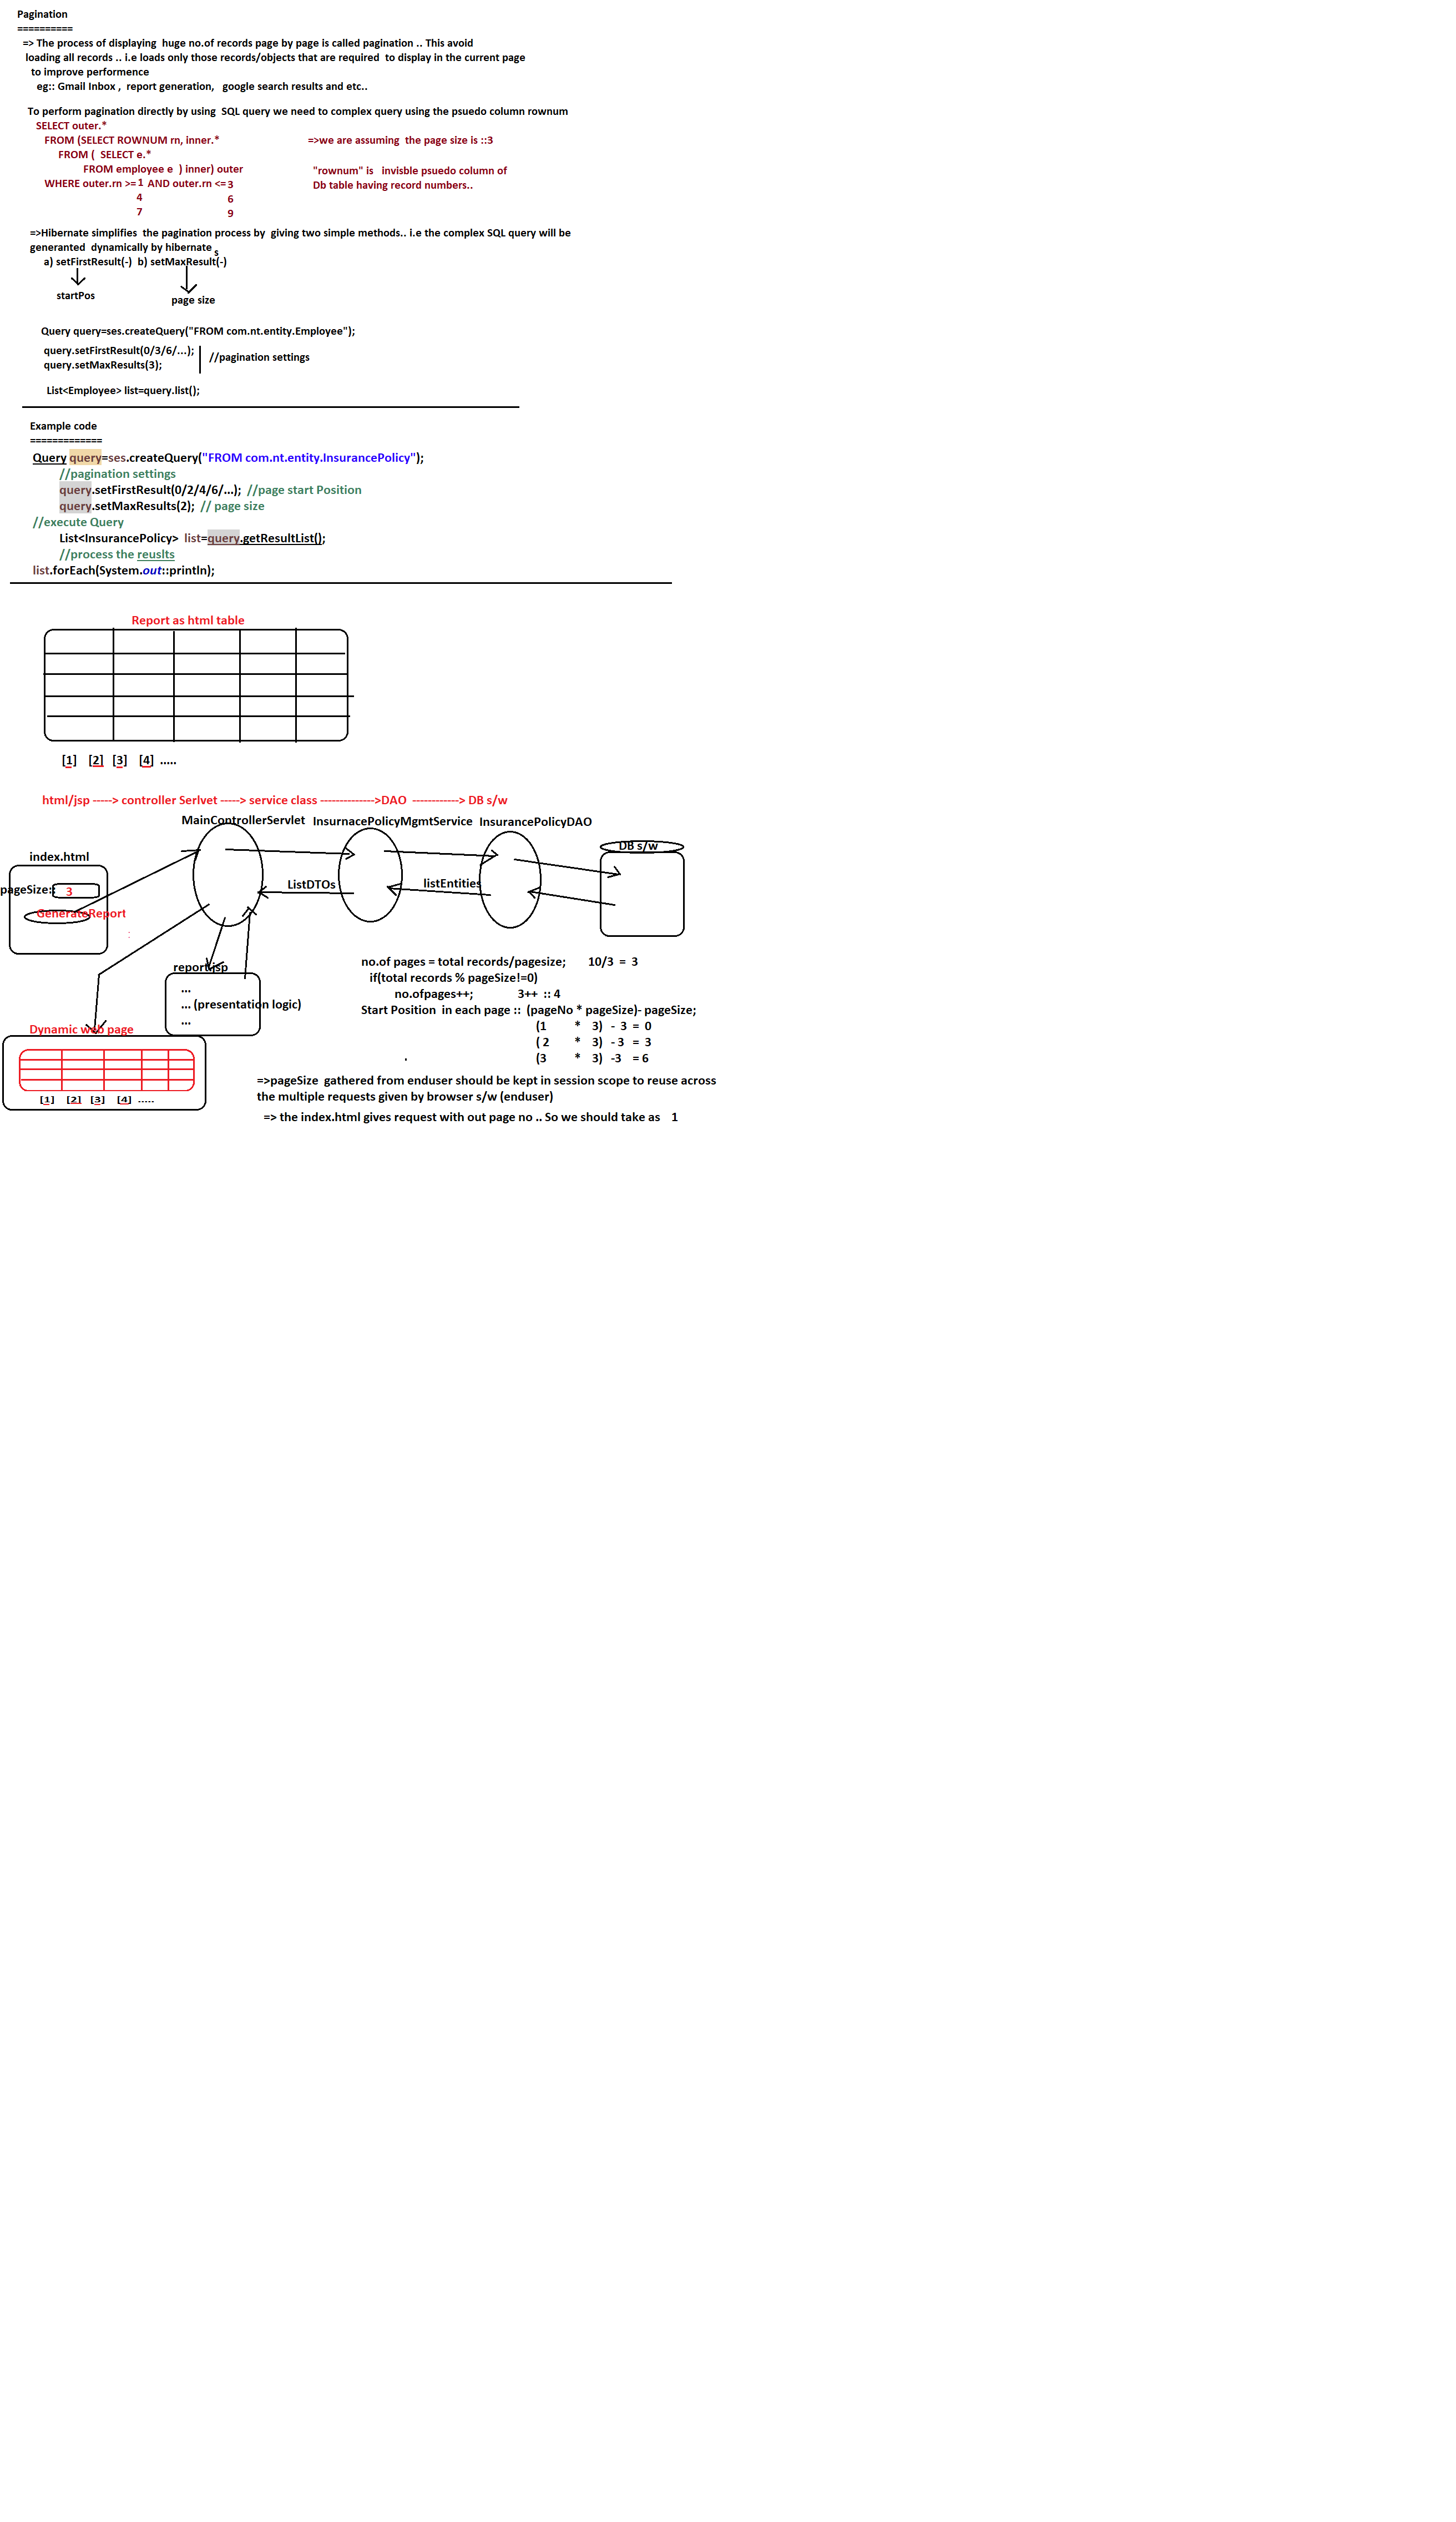 Pagination
==========
=> The process of displaying  huge no.of records page by page is called pagination .. This avoid
loading all records .. i.e loads only those records/objects that are required  to display in the current page
to improve performence
eg:: Gmail Inbox ,  report generation,   google search results and etc..
To perform pagination directly by using  SQL query we need to complex query using the psuedo column rownum
SELECT outer.*
FROM (SELECT ROWNUM rn, inner.*
=>we are assuming  the page size is ::3
FROM (  SELECT e.*
FROM employee e  ) inner) outer
"rownum" is   invisble psuedo column of
WHERE outer.rn >= 1 AND outer.rn <= 3
Db table having record numbers..
4 6
7 9
=>Hibernate simplifies  the pagination process by  giving two simple methods.. i.e the complex SQL query will be
generanted  dynamically by hibernate
s
a) setFirstResult(-)  b) setMaxResult(-)
startPos
page size
Query query=ses.createQuery("FROM com.nt.entity.Employee");
query.setFirstResult(0/3/6/...);
//pagination settings
query.setMaxResults(3);
List<Employee> list=query.list();
Example code
=============
Query query=ses.createQuery("FROM com.nt.entity.InsurancePolicy");
//pagination settings
query.setFirstResult(0/2/4/6/...);  //page start Position
query.setMaxResults(2);  // page size
//execute Query
List<InsurancePolicy>  list=query.getResultList();
//process the reuslts
list.forEach(System.out::println);
Report as html table
[1] [2] [3] [4] .....
html/jsp -----> controller Serlvet -----> service class -------------->DAO  ------------> DB s/w
MainControllerServlet InsurnacePolicyMgmtService InsurancePolicyDAO
DB s/w
index.html
ListDTOs listEntities
pageSize:: 3
GenerateReport
:
report.jsp
no.of pages = total records/pagesize; 10/3 = 3
if(total records % pageSize!=0)
...
no.ofpages++; 3++ :: 4
... (presentation logic)
Start Position  in each page ::  (pageNo * pageSize)- pageSize;
...
(1 * 3) - 3 = 0
Dynamic web page
( 2 * 3) - 3 = 3
(3 * 3) -3 = 6
.
=>pageSize  gathered from enduser should be kept in session scope to reuse across
the multiple requests given by browser s/w (enduser)
[1] [2] [3] [4] .....
=> the index.html gives request with out page no .. So we should take as 1